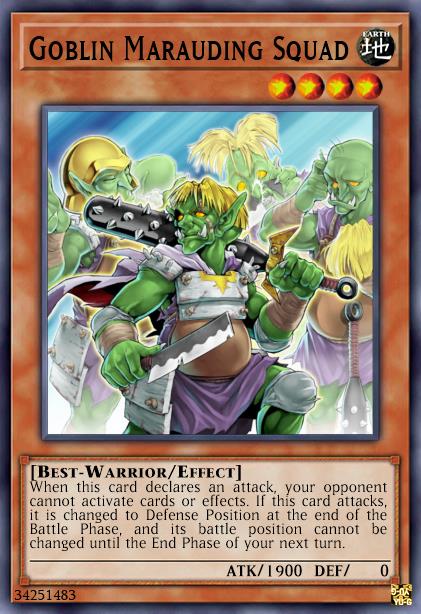 GOBLIN MARAUDING SQUAD
EARTH
地
[BEST-WARRIOR/EFFECT]
When this card declares an attack, your opponent
cannot activate cards or effects. If this card attacks,
it is changed to Defense Position at the end of the
Battle Phase, and its battle position cannot be
changed until the End Phase of your next turn.
ATK/1900 DEF/ 0
34251483